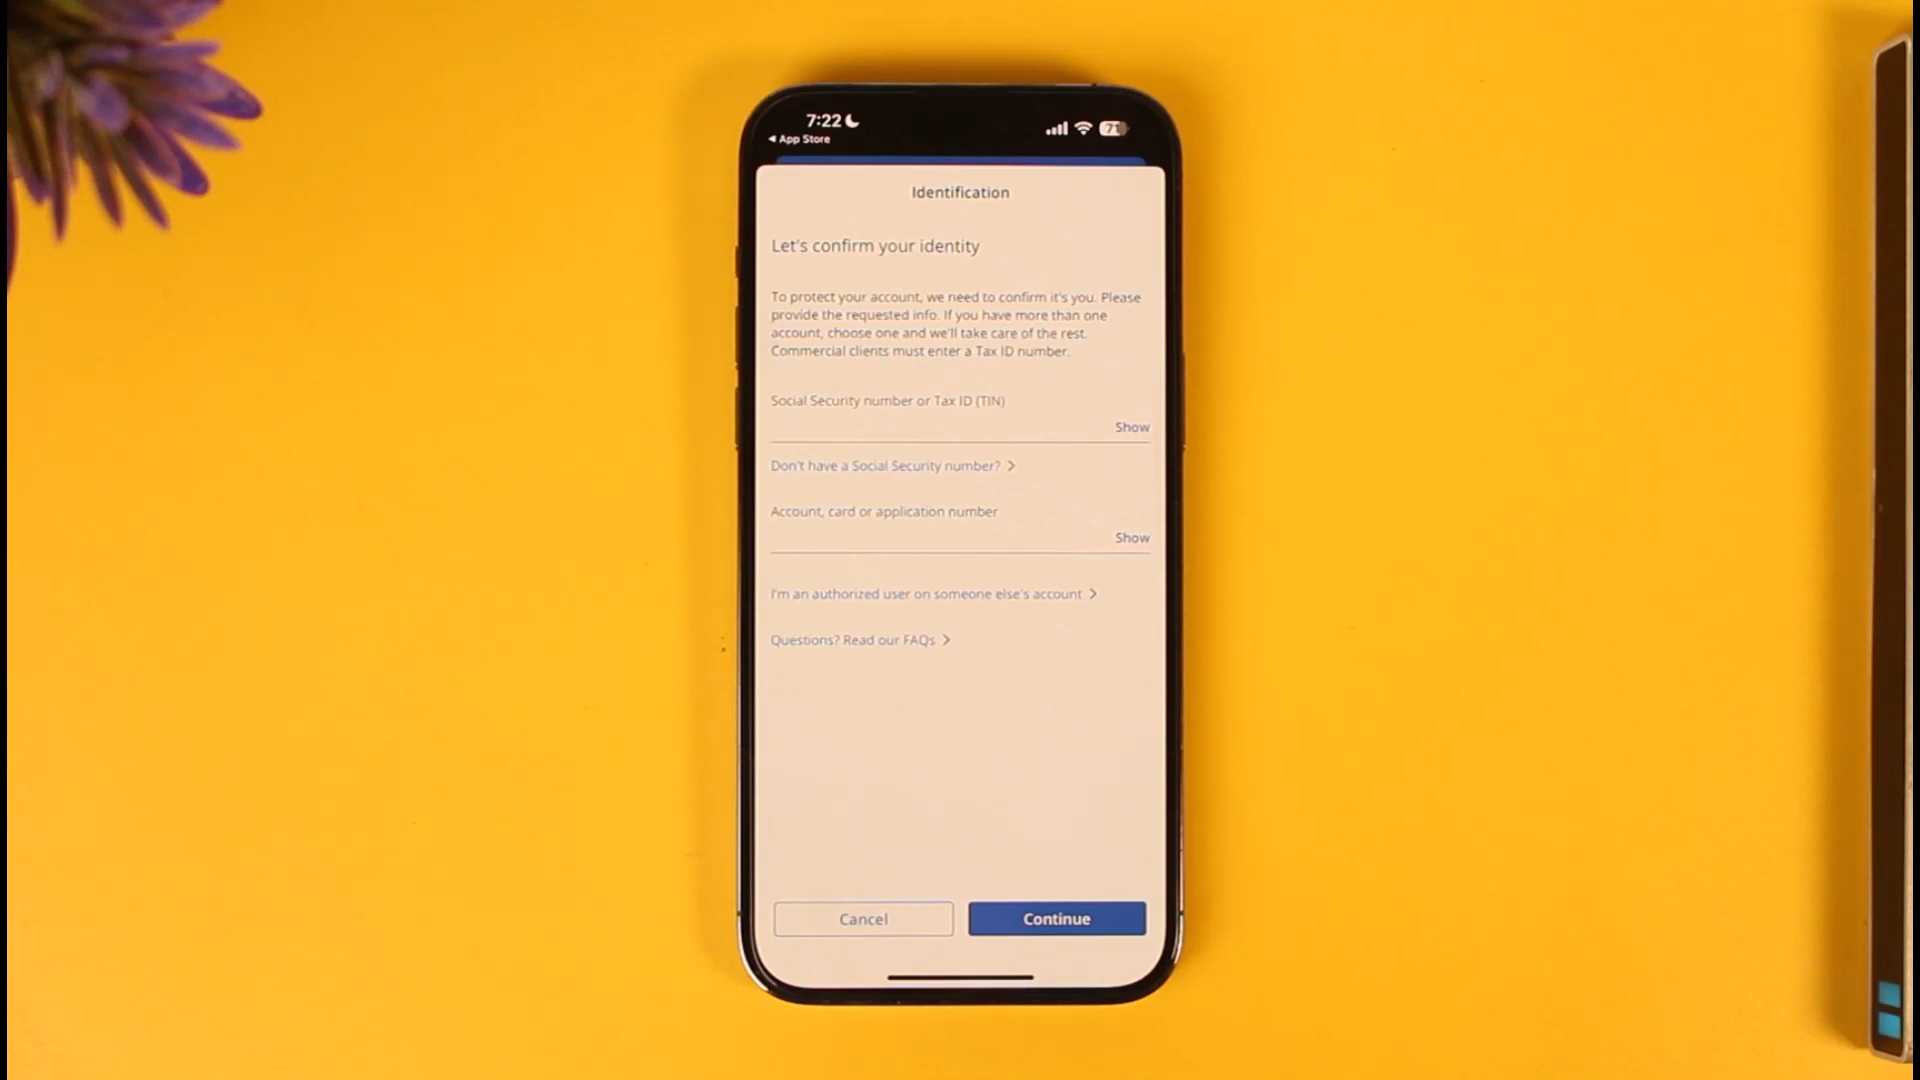 7:22
◄ App Store
71
Identification
Let's confirm your identity
To protect your account, we need to confirm it's you. Please
provide the requested info. If you have more than one
account, choose one and we'll take care of the rest.
Commercial clients must enter a Tax ID number.
Social Security number or Tax ID (TIN)
Show
Don't have a Social Security number? >
Account, card or application number
Show
I'm an authorized user on someone else's account >
Questions? Read our FAQs >
Cancel
Continue